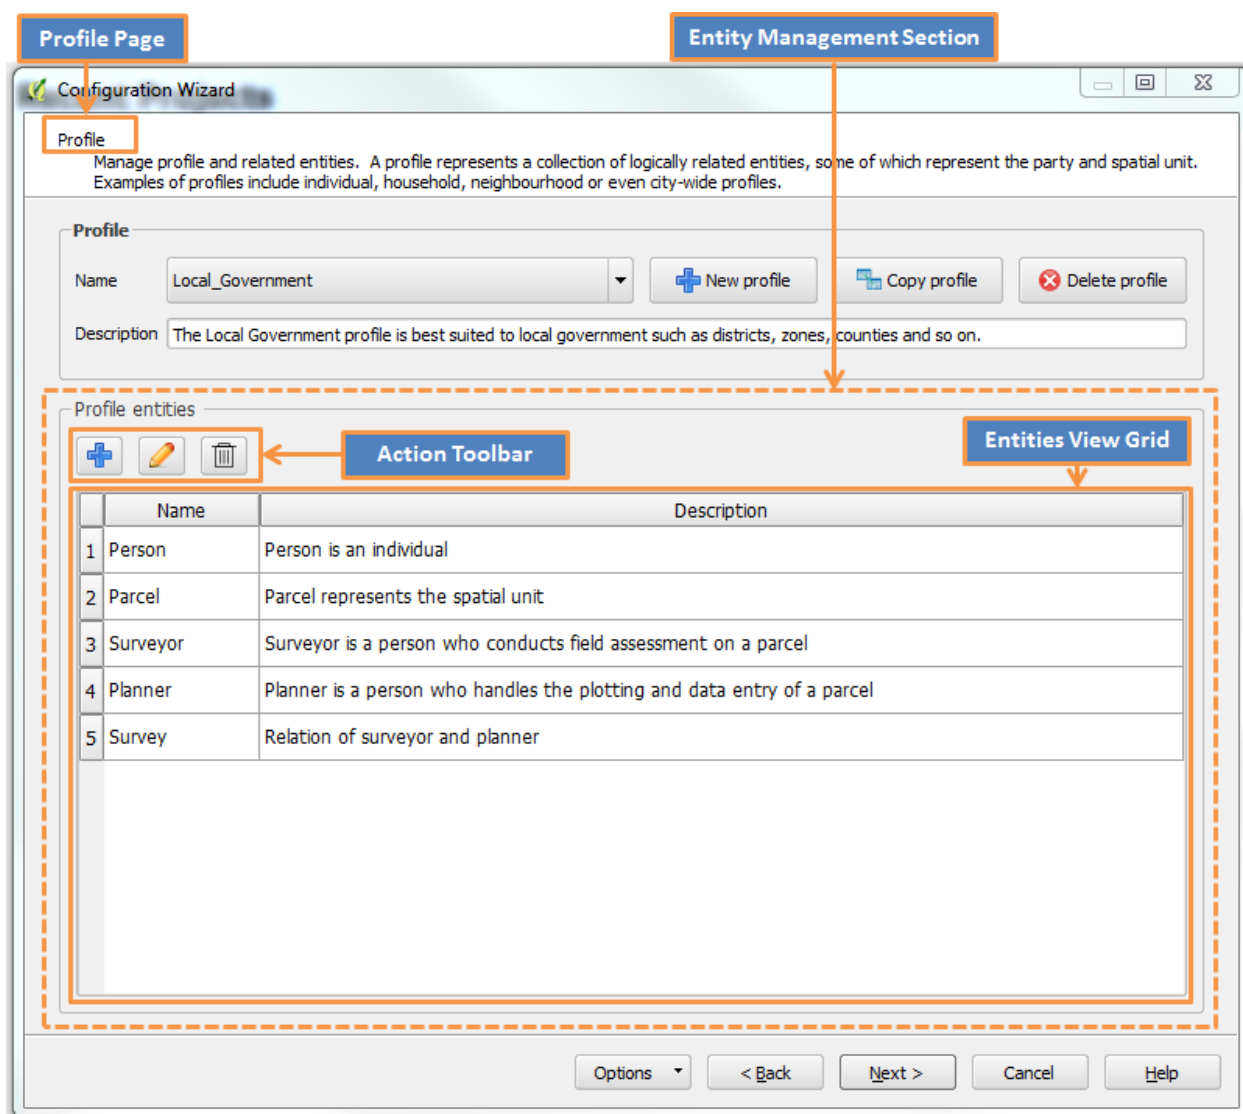 Profile Page
Entity Management Section
Configuration Wizard
Profile
Manage profile and related entities. A profile represents a collection of logically related entities, some of which represent the party and spatial unit.
Examples of profiles include individual, household, neighbourhood or even city-wide profiles.
Profile
Name Local_Government New profile Copy profile Delete profile
Description The Local Government profile is best suited to local government such as districts, zones, counties and so on.
Profile entities
Action Toolbar
Entities View Grid
Name Description
1 Person Person is an individual
2 Parcel Parcel represents the spatial unit
3 Surveyor Surveyor is a person who conducts field assessment on a parcel
4 Planner Planner is a person who handles the plotting and data entry of a parcel
5 Survey Relation of surveyor and planner
Options < Back Next > Cancel Help